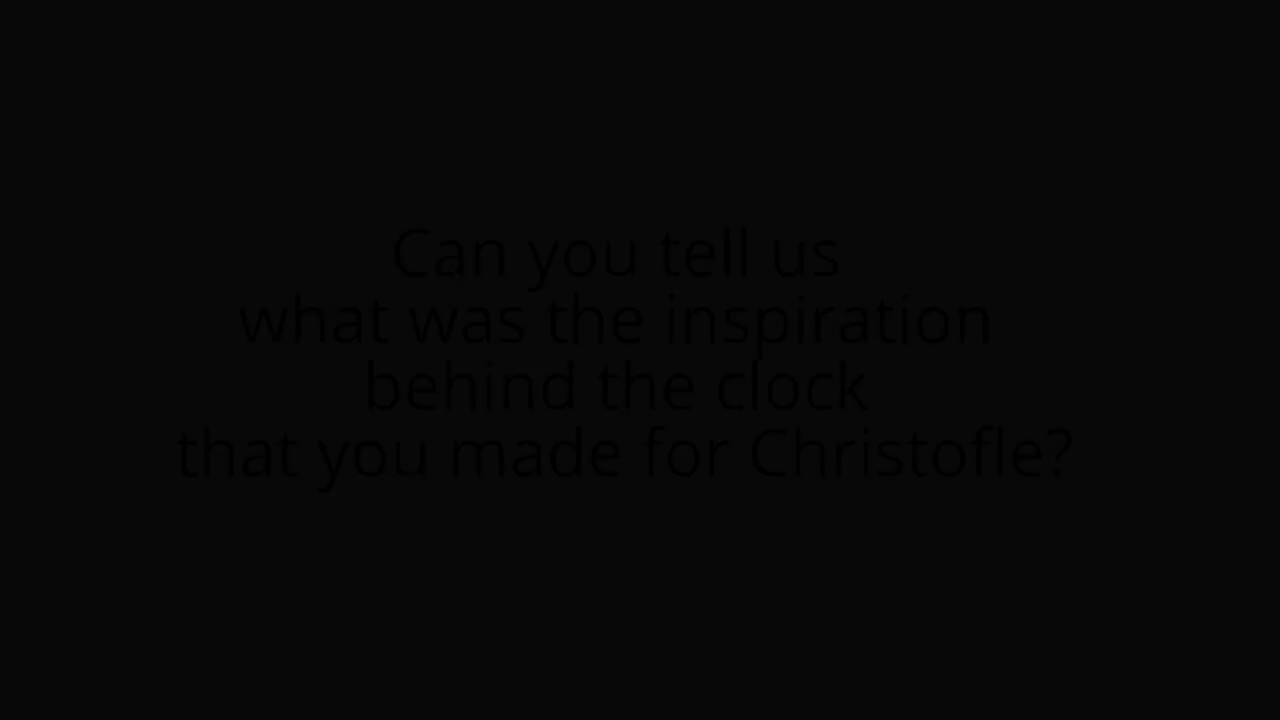 Can you tell us
what was the inspiration
behind the clock
that you made for Christofle?